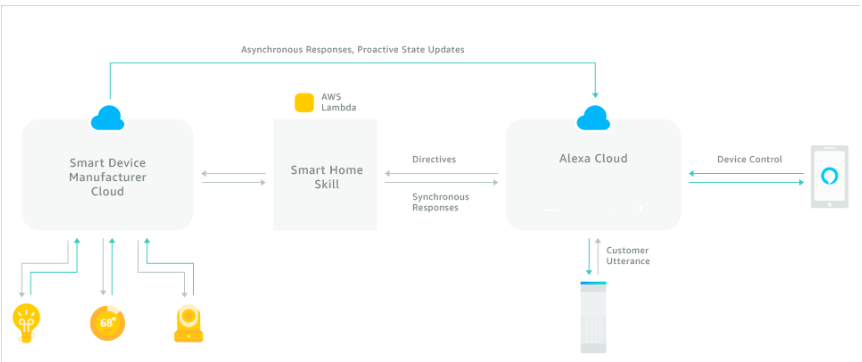 Asynchronous Responses, Proactive State Updates
AWS
Lambda
Smart Device
Manufacturer
Cloud
Smart Home
Skill
Directives
Synchronous
Responses
Alexa Cloud
Device Control
Customer
Utterance
68°